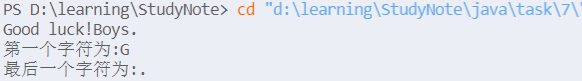 PS D:\learning\StudyNote> cd "d:\learning\StudyNote\java\task\7\"
Good luck!Boys.
第一个字符为:G
最后一个字符为:.